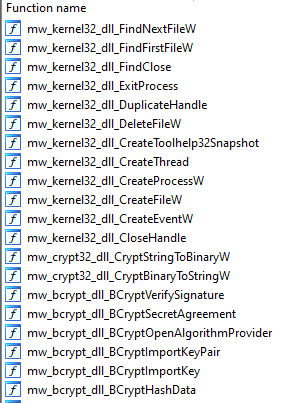 Function name
f mw_kernel32_dll_FindNextFileW
f mw_kernel32_dll_FindFirstFileW
f mw_kernel32_dll_FindClose
f mw_kernel32_dll_ExitProcess
f mw_kernel32_dll_DuplicateHandle
f mw_kernel32_dll_DeleteFileW
f mw_kernel32_dll_CreateToolhelp32Snapshot
f mw_kernel32_dll_CreateThread
f mw_kernel32_dll_CreateProcessW
f mw_kernel32_dll_CreateFileW
f mw_kernel32_dll_CreateEventW
f mw_kernel32_dll_CloseHandle
f mw_crypt32_dll_CryptStringToBinaryW
f mw_crypt32_dll_CryptBinaryToStringW
f mw_bcrypt_dll_BCryptVerifySignature
f mw_bcrypt_dll_BCryptSecretAgreement
f mw_bcrypt_dll_BCryptOpenAlgorithmProvider
f mw_bcrypt_dll_BCryptImportKeyPair
f mw_bcrypt_dll_BCryptImportKey
f mw_bcrypt_dll_BCryptHashData